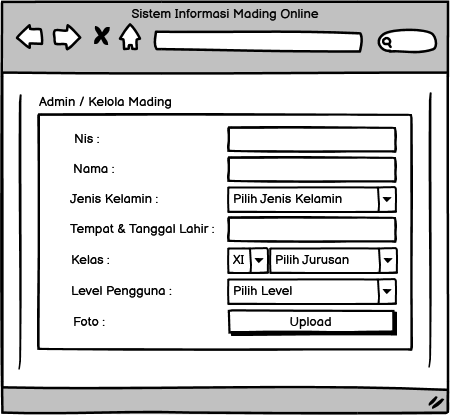 Sistem Informasi Mading Online
Admin / Kelola Mading
Nis :
Nama :
Jenis Kelamin : Pilih Jenis Kelamin
Tempat & Tanggal Lahir :
Kelas : XI Pilih Jurusan
Level Pengguna : Pilih Level
Foto : Upload